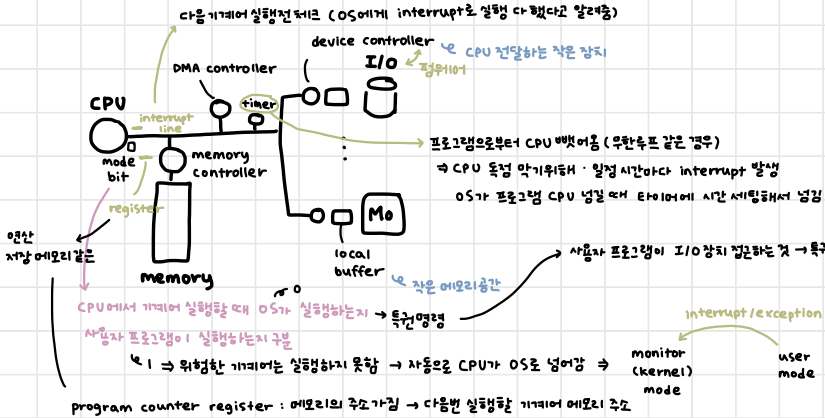 다음기계어 실행전 체크 (OS에게 interrupt로 실행 다 했다고 알려줌)
device controller
CPU 전달하는 작은 장치
DMA controller
I/O
펌웨어
CPU
timer
interrupt
line
프로그램으로부터 CPU 뺏어옴 (무한루프 같은 경우)
mode
bit
memory
controller
⇒ CPU 독점 막기위해 · 일정 시간마다 interrupt 발생
OS가 프로그램 CPU 넘길 때 타이머에 시간 세팅해서 넘김
register
Mo
연산
저장 메모리같은
local
buffer
사용자 프로그램이 I/O장치 접근하는 것 → 특권
memory
작은 메모리공간
0
CPU에서 기계어 실행할 때 OS가 실행하는지 → 특권명령
사용자 프로그램이 실행하는지 구분
interrupt/exception
1 ⇒ 위험한 기계어는 실행하지 못함 → 자동으로 CPU가 OS로 넘어감 ⇒
monitor
(kernel)
mode
user
mode
program counter register : 메모리의 주소가짐 → 다음번 실행할 기계어 메모리 주소